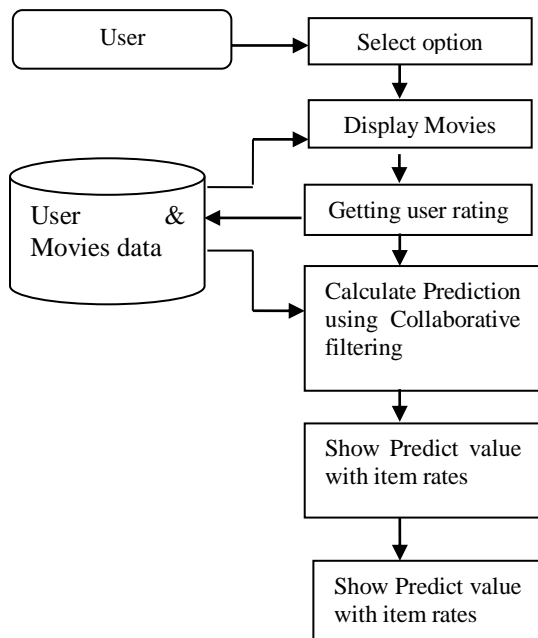 User
Select option
Display Movies
User &
Movies data
Getting user rating
Calculate Prediction
using Collaborative
filtering
Show Predict value
with item rates
Show Predict value
with item rates